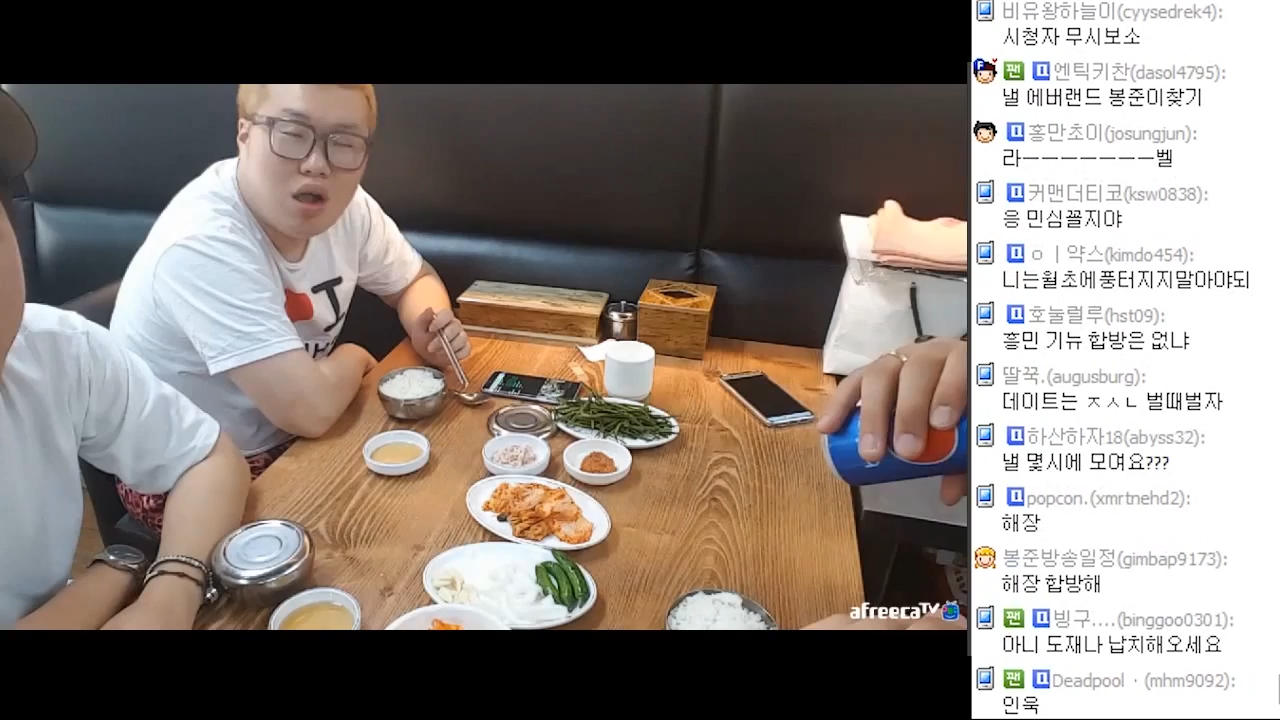 비유왕하늘이(cyysedrek4):
시청자 무시보소
팬 엔틱키찬(dasol4795):
낼 에버랜드 봉준이찾기
홍만초이(josungjun):
라ㅡㅡㅡㅡㅡㅡㅡ벨
커맨더티코(ksw0838):
응 민심꼴지야
ㅇㅣ약스(kimdo454):
니는월초에풍터지지말아야되
호눌럴루(hst09):
흥민 기뉴 합방은 없냐
딸꾹.(augusburg):
데이트는 ㅈㅅㄴ 벌때벌자
하산하자18(abyss32):
낼 몇시에 모여요???
popcon.(xmrtnehd2):
해장
봉준방송일정(gimbap9173):
해장 합방해
팬 빙구....(binggoo0301):
아니 도재나 납치해오세요
팬 Deadpool · (mhm9092):
인욱
I
afreecaTV